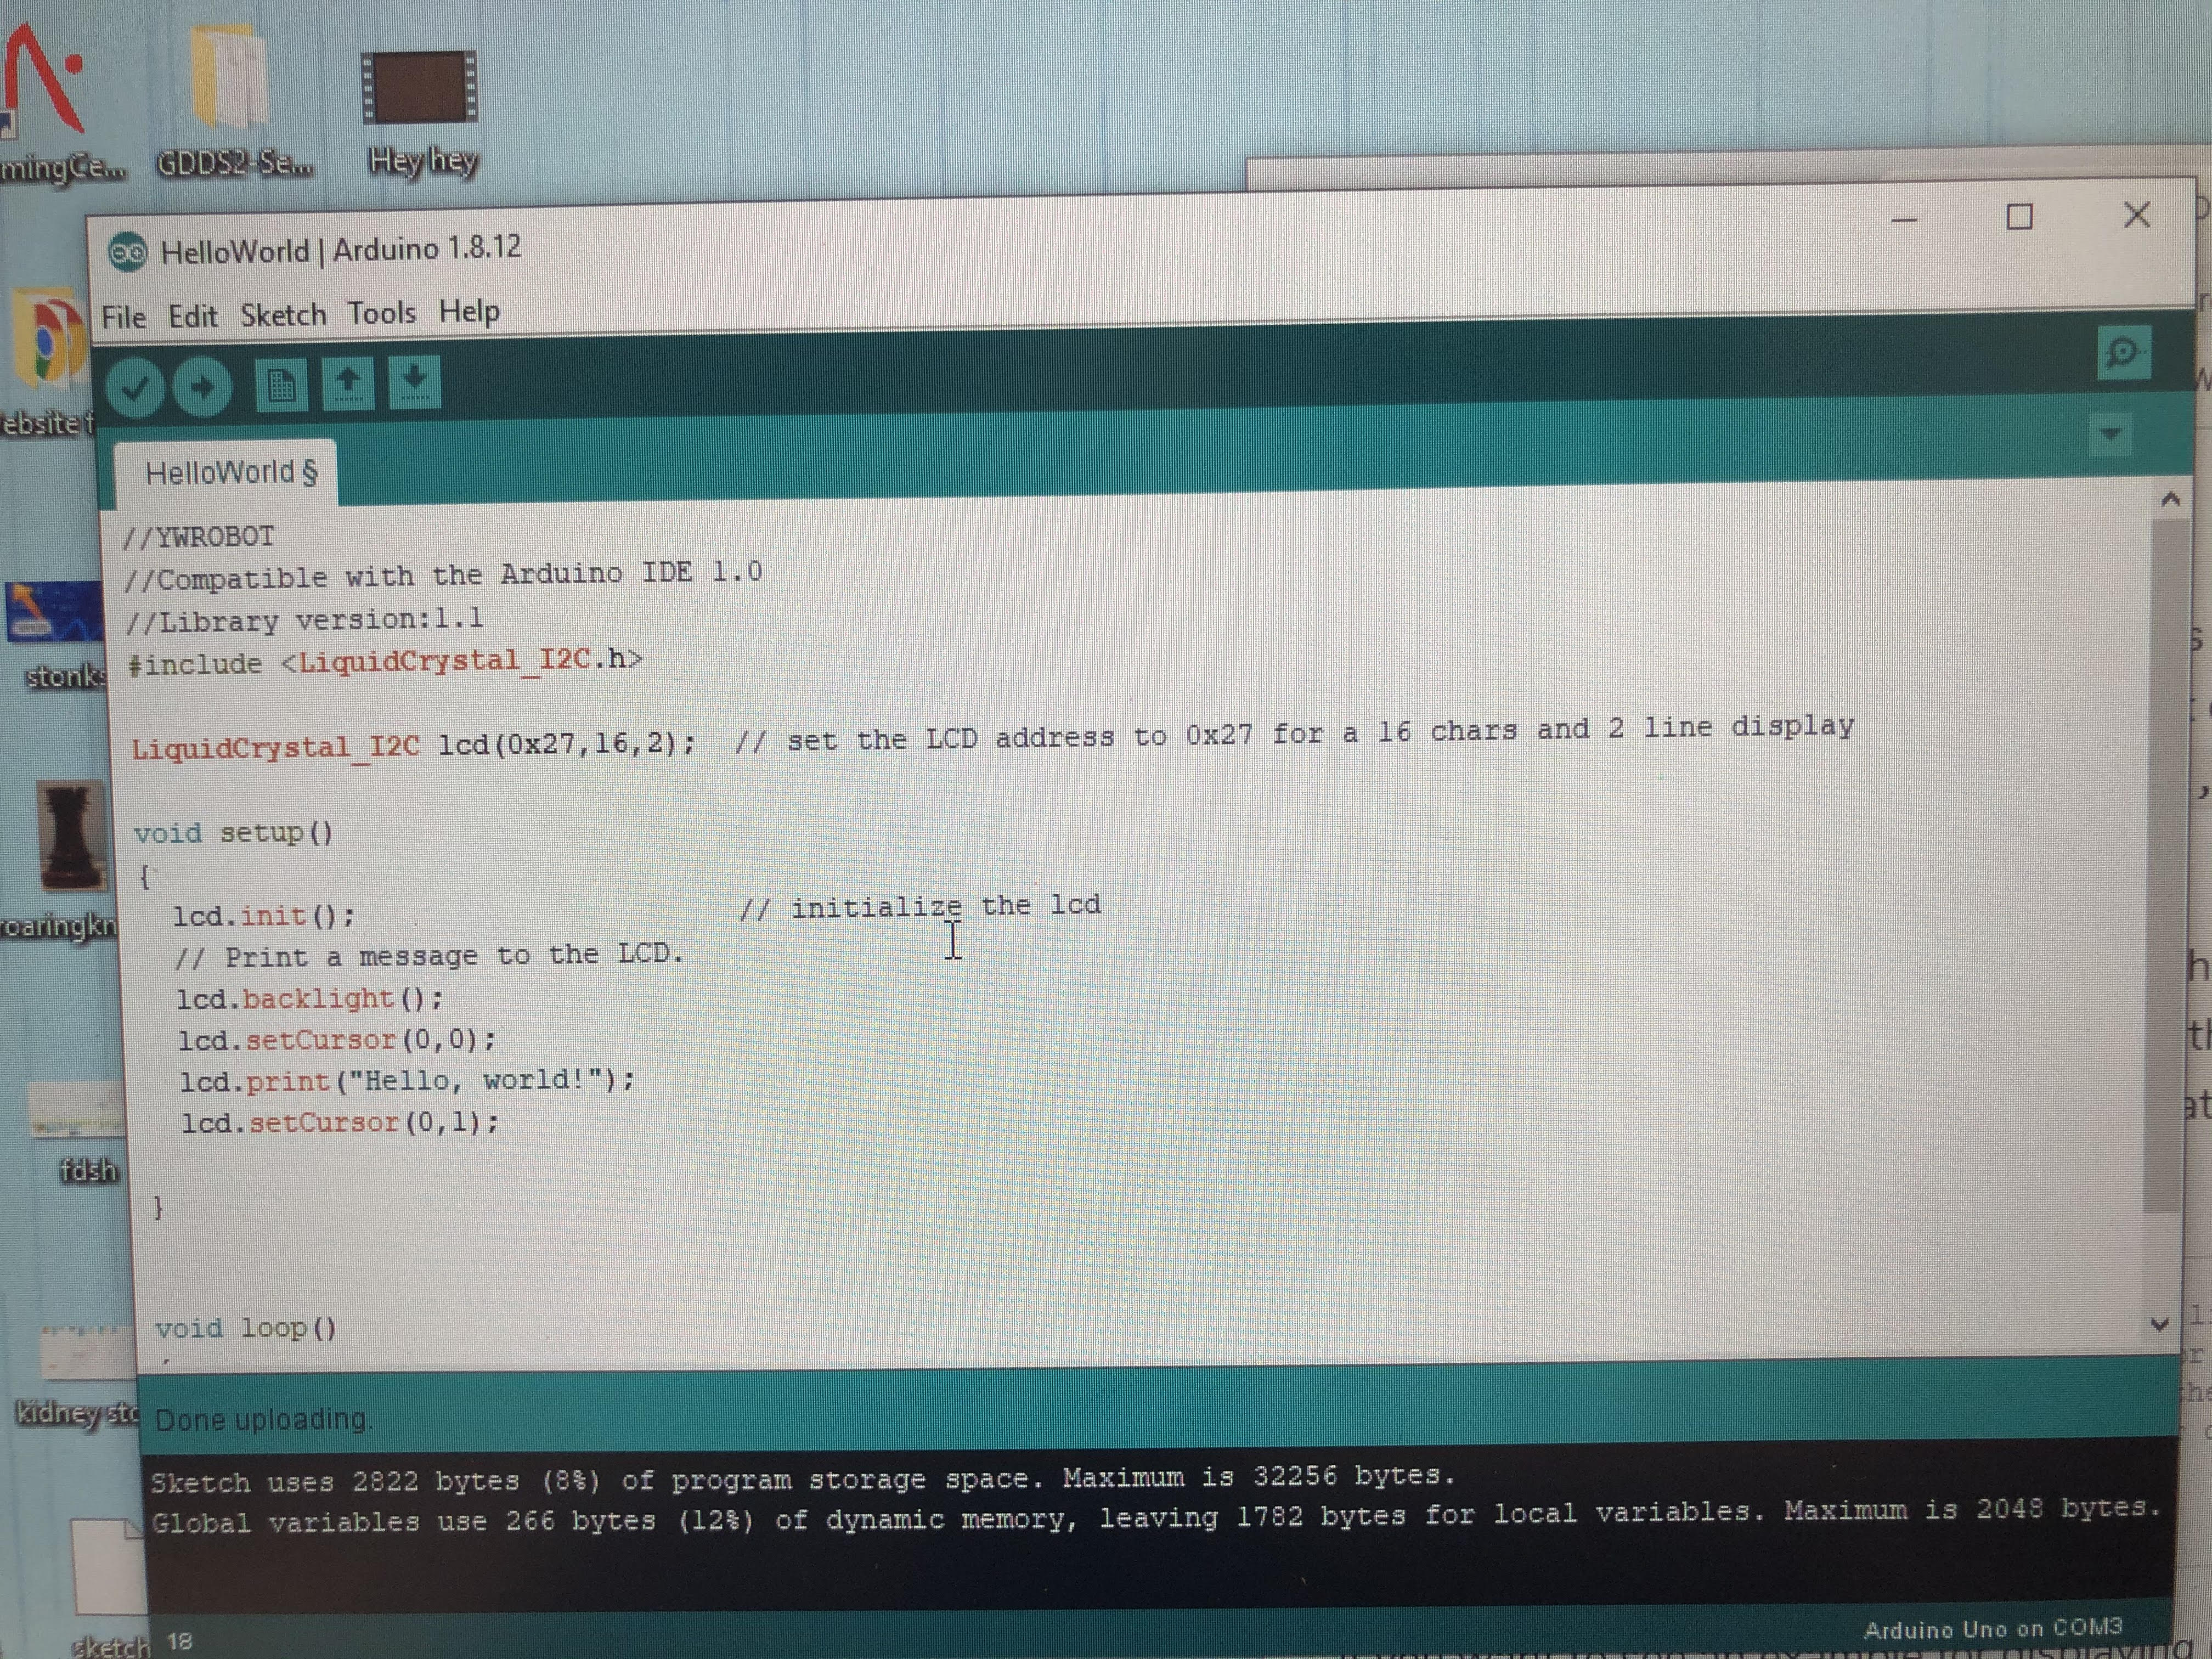 mingCe...
GDDS2-Se...
Hey hey
HelloWorld | Arduino 1.8.12
File Edit Sketch Tools Help
ebsite f
HelloWorld §
//YWROBOT
//Compatible with the Arduino IDE 1.0
//Library version:1.1
#include <LiquidCrystal_I2C.h>
stonks
LiquidCrystal_I2C lcd(0x27,16,2);  // set the LCD address to 0x27 for a 16 chars and 2 line display
void setup()
{
lcd.init();                      // initialize the lcd
roaringkn
// Print a message to the LCD.
lcd.backlight();
lcd.setCursor(0,0);
lcd.print("Hello, world!");
lcd.setCursor(0,1);
fdsh
}
void loop()
kidney sto
Done uploading.
Sketch uses 2822 bytes (8%) of program storage space. Maximum is 32256 bytes.
Global variables use 266 bytes (12%) of dynamic memory, leaving 1782 bytes for local variables. Maximum is 2048 bytes.
sketch
18
Arduino Uno on COM3